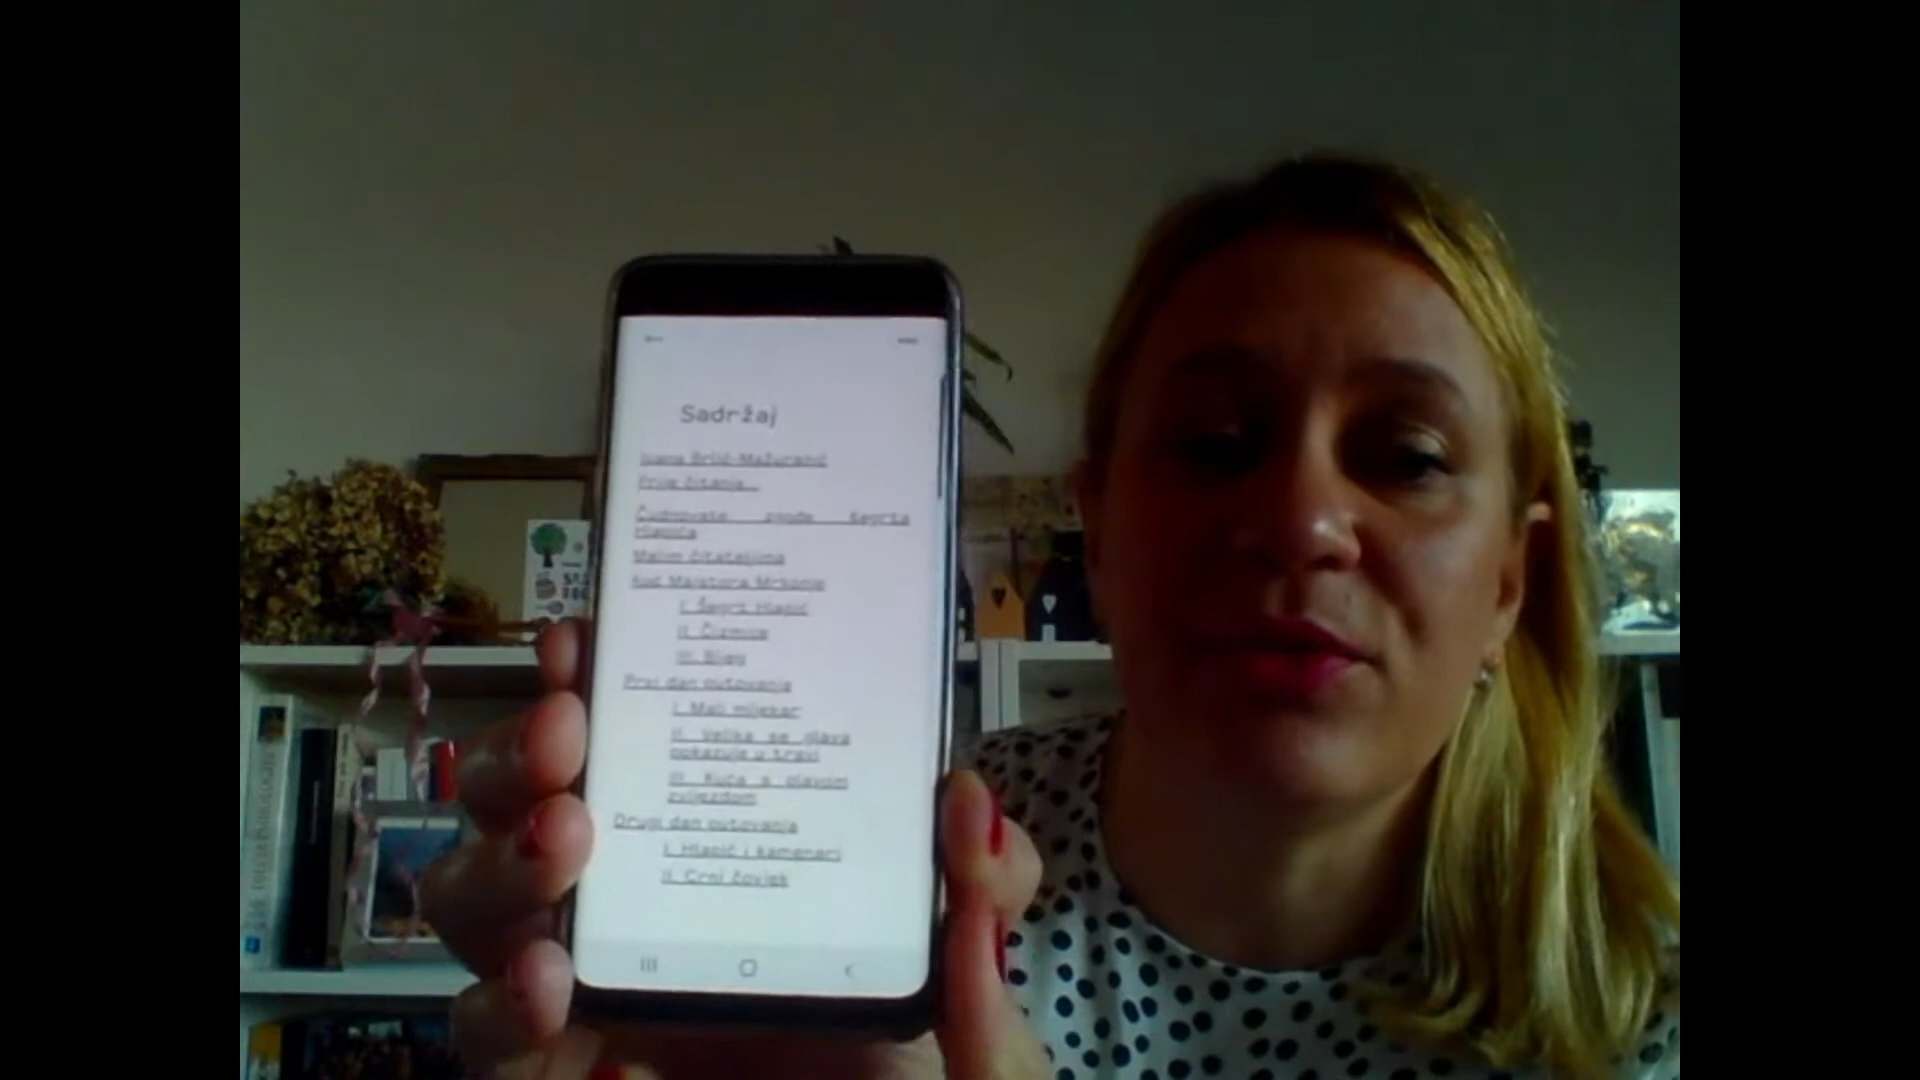 Sadržaj
Ivana Brlić-Mažuranić
Prije čitanja...
Čudnovate zgode šegrta
Hlapića
Malim čitateljima
Kod Majstora Mrkonje
I. Šegrt Hlapić
II. Čizmice
III. Bijeg
Prvi dan putovanja
I. Mali mljekar
II. Velika se glava
pokazuje u travi
III. Kuća s plavom
zvijezdom
Drugi dan putovanja
I. Hlapić i kamenari
II. Crni čovjek